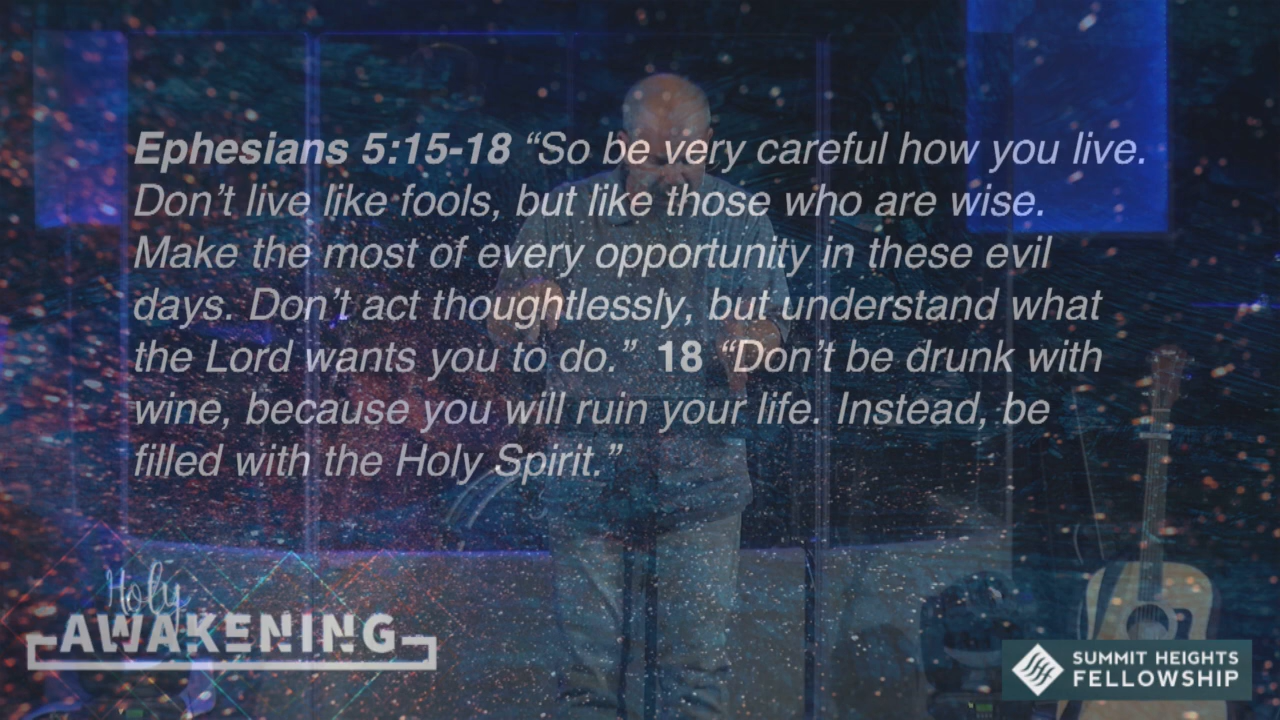 Ephesians 5:15-18 “So be very careful how you live.
Don’t live like fools, but like those who are wise.
Make the most of every opportunity in these evil
days. Don’t act thoughtlessly, but understand what
the Lord wants you to do.” 18 “Don’t be drunk with
wine, because you will ruin your life. Instead, be
filled with the Holy Spirit.”
Holy
AWAKENING
SUMMIT HEIGHTS
FELLOWSHIP